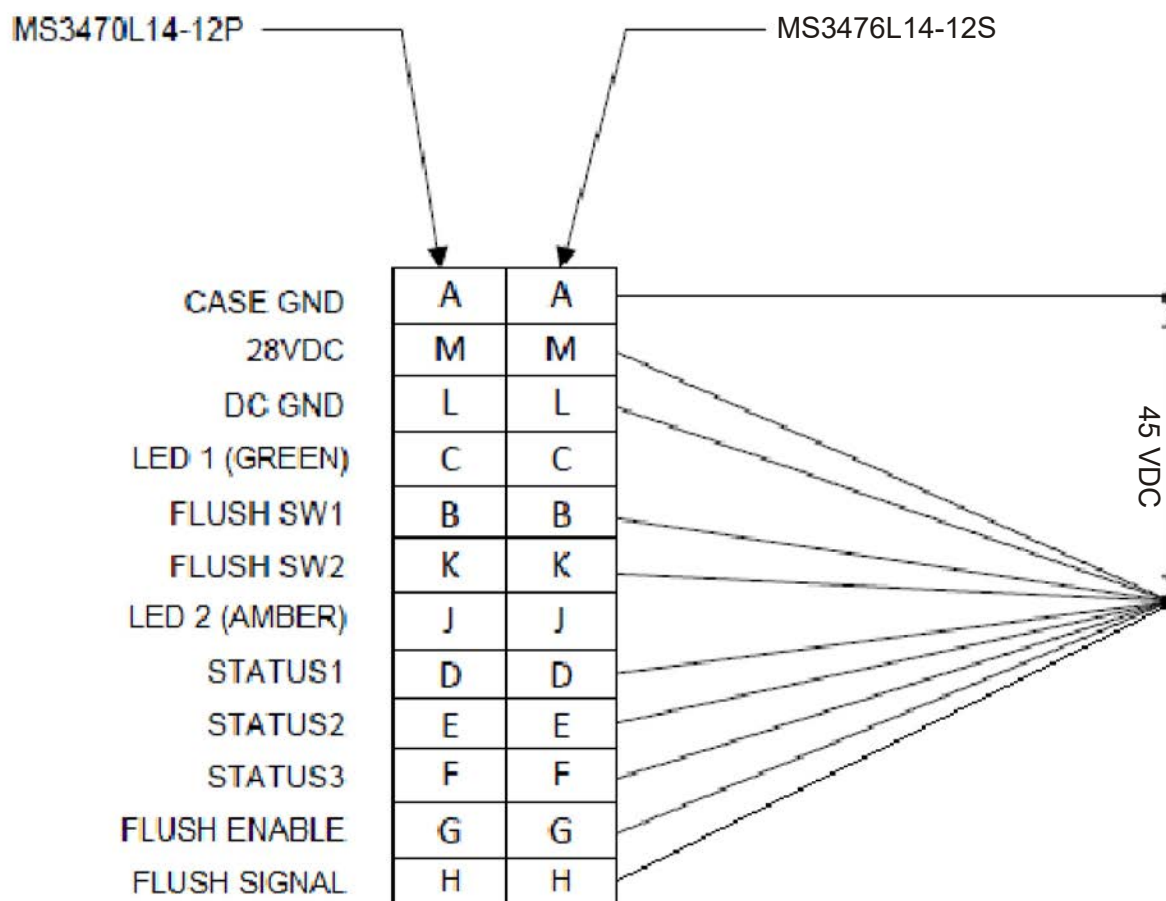 MS3470L14-12P MS3476L14-12S
CASE GND A A
28VDC M M
DC GND L L
LED 1 (GREEN) C C
FLUSH SW1 B B
FLUSH SW2 K K
LED 2 (AMBER) J J
STATUS1 D D
STATUS2 E E
STATUS3 F F
FLUSH ENABLE G G
FLUSH SIGNAL H H
45 VDC